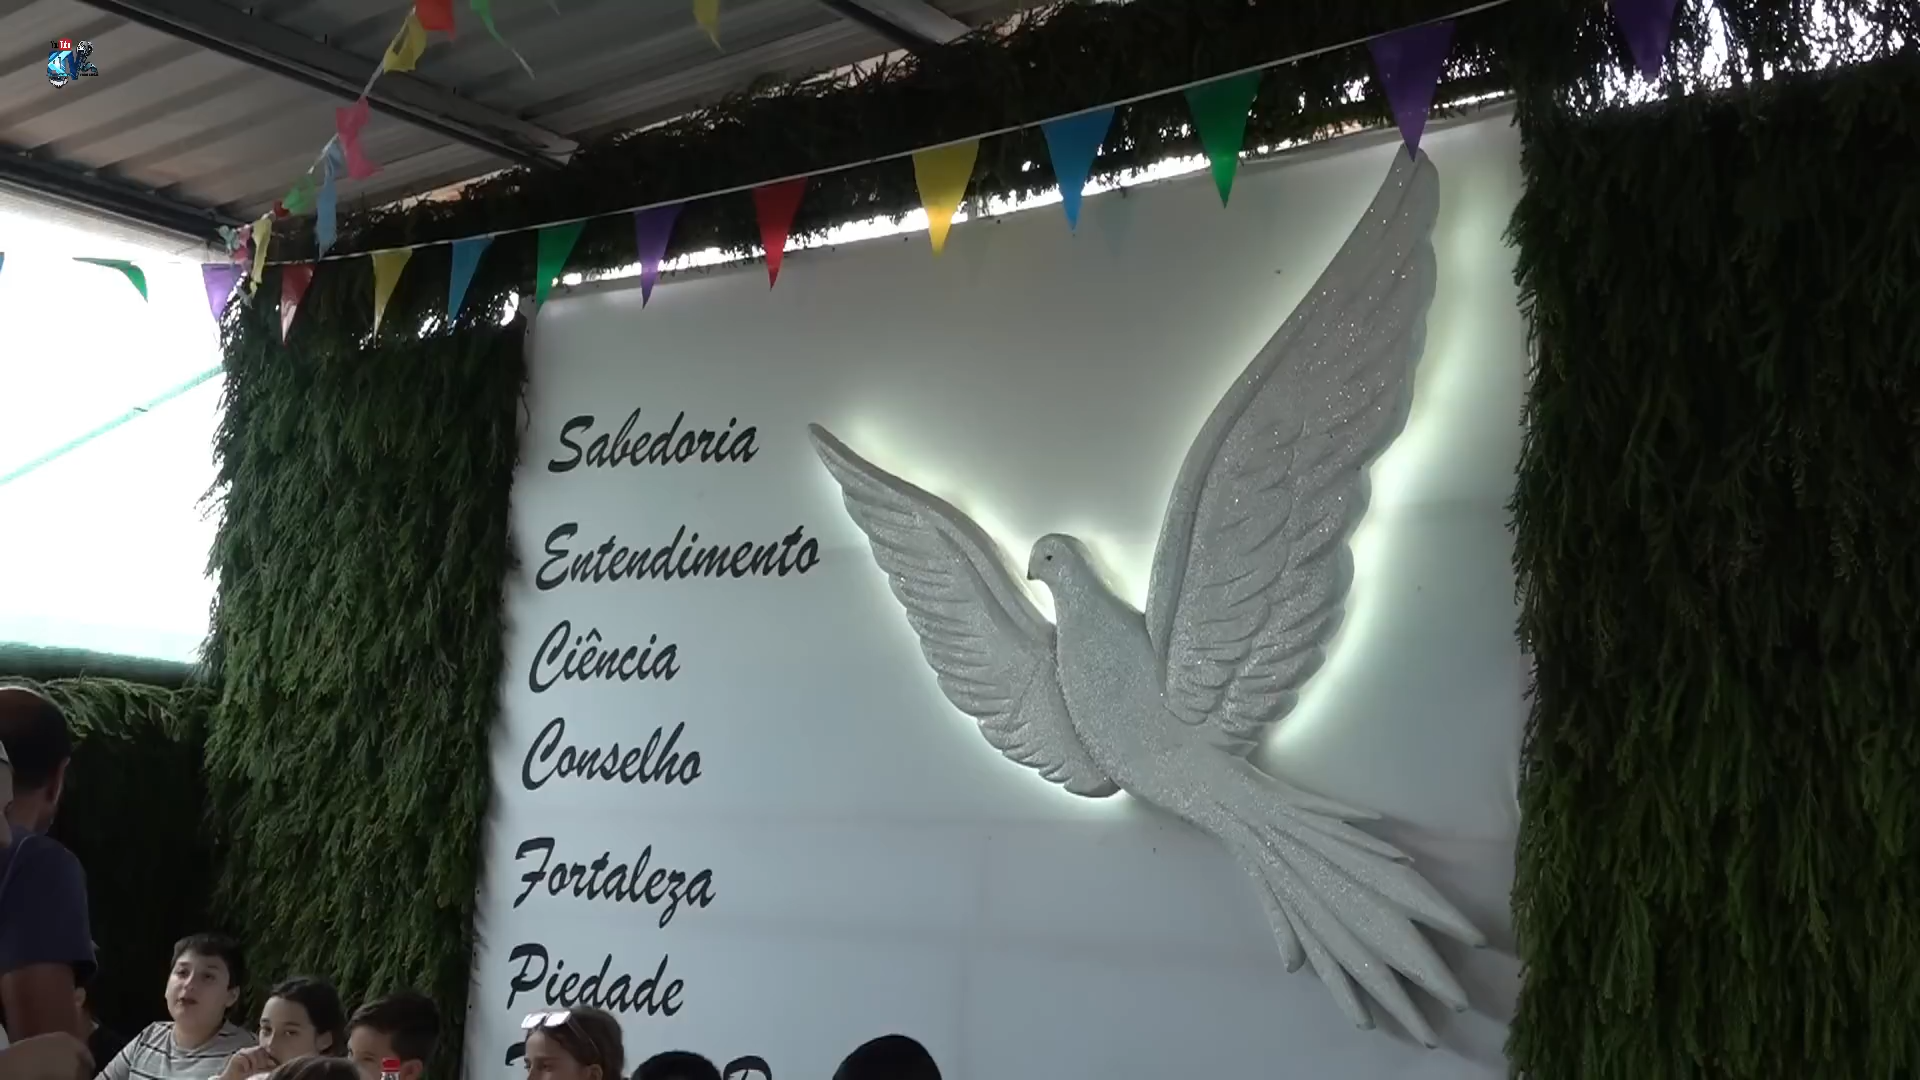 Sabedoria
Entendimento
Ciência
Conselho
Fortaleza
Piedade